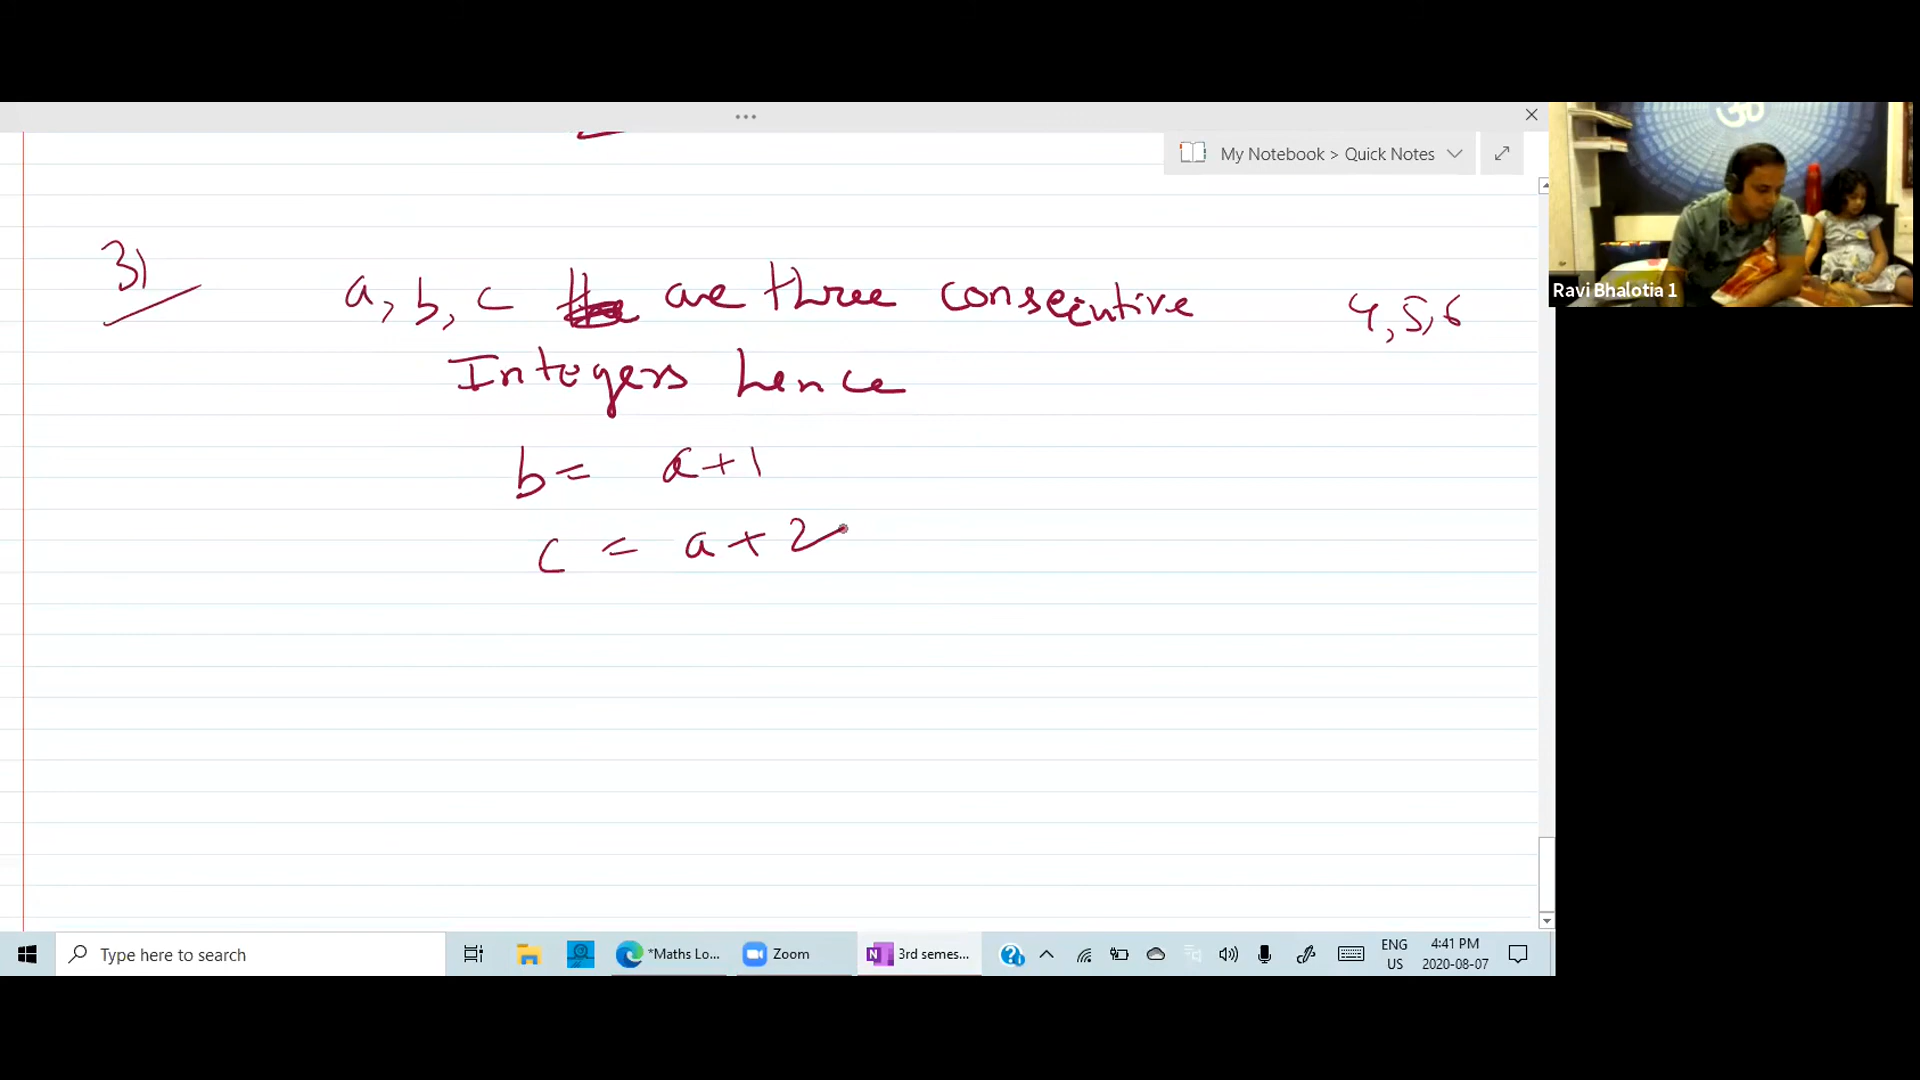 My Notebook > Quick Notes
Ravi Bhalotia 1
3)
a, b, c are three consecutive
4, 5, 6
Integers hence
b = a+1
c = a+2
Type here to search
*Maths Lo...
Zoom
3rd semes...
ENG
US
4:41 PM
2020-08-07